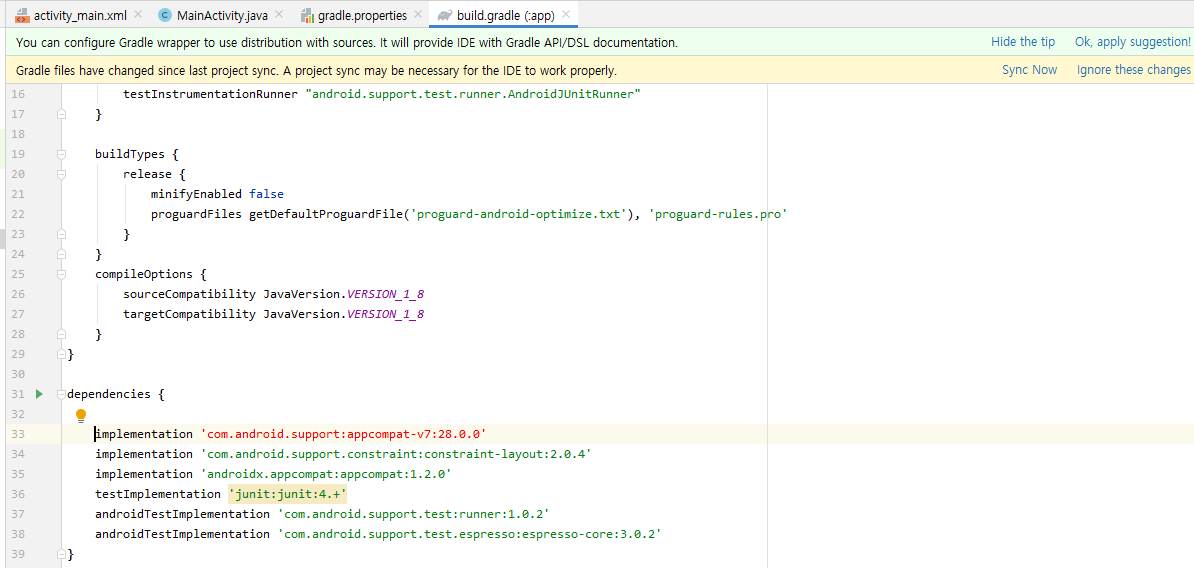 activity_main.xml MainActivity.java gradle.properties build.gradle (:app)
You can configure Gradle wrapper to use distribution with sources. It will provide IDE with Gradle API/DSL documentation. Hide the tip Ok, apply suggestion!
Gradle files have changed since last project sync. A project sync may be necessary for the IDE to work properly. Sync Now Ignore these changes
16 testInstrumentationRunner "android.support.test.runner.AndroidJUnitRunner"
17 }
18
19 buildTypes {
20 release {
21 minifyEnabled false
22 proguardFiles getDefaultProguardFile('proguard-android-optimize.txt'), 'proguard-rules.pro'
23 }
24 }
25 compileOptions {
26 sourceCompatibility JavaVersion.VERSION_1_8
27 targetCompatibility JavaVersion.VERSION_1_8
28 }
29 }
30
31 dependencies {
32
33 implementation 'com.android.support:appcompat-v7:28.0.0'
34 implementation 'com.android.support.constraint:constraint-layout:2.0.4'
35 implementation 'androidx.appcompat:appcompat:1.2.0'
36 testImplementation 'junit:junit:4.+'
37 androidTestImplementation 'com.android.support.test:runner:1.0.2'
38 androidTestImplementation 'com.android.support.test.espresso:espresso-core:3.0.2'
39 }